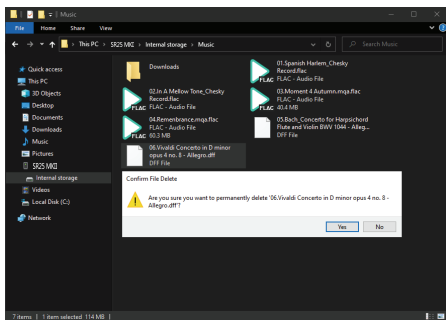 Music
File
Home
Share
View
This PC > SR25 MKII > Internal storage > Music
Search Music
Quick access
This PC
3D Objects
Desktop
Documents
Downloads
Music
Pictures
SR25 MKII
Internal storage
Videos
Local Disk (C:)
Network
Downloads
01.Spanish Harlem_Chesky
Record.flac
FLAC - Audio File
FLAC
02.In A Mellow Tone_Chesky
Record.flac
FLAC - Audio File
FLAC
03.Moment 4 Autumn.mqa.flac
FLAC - Audio File
40.4 MB
FLAC
04.Remenbrance.mqa.flac
FLAC - Audio File
60.3 MB
FLAC
05.Bach_Concerto for Harpsichord
Flute and Violin BWV 1044 - Alleg...
DFF File
06.Vivaldi Concerto in D minor
opus 4 no. 8 - Allegro.dff
DFF File
Confirm File Delete
Are you sure you want to permanently delete '06.Vivaldi Concerto in D minor opus 4 no. 8 -
Allegro.dff'?
Yes
No
7 items
1 item selected 114 MB